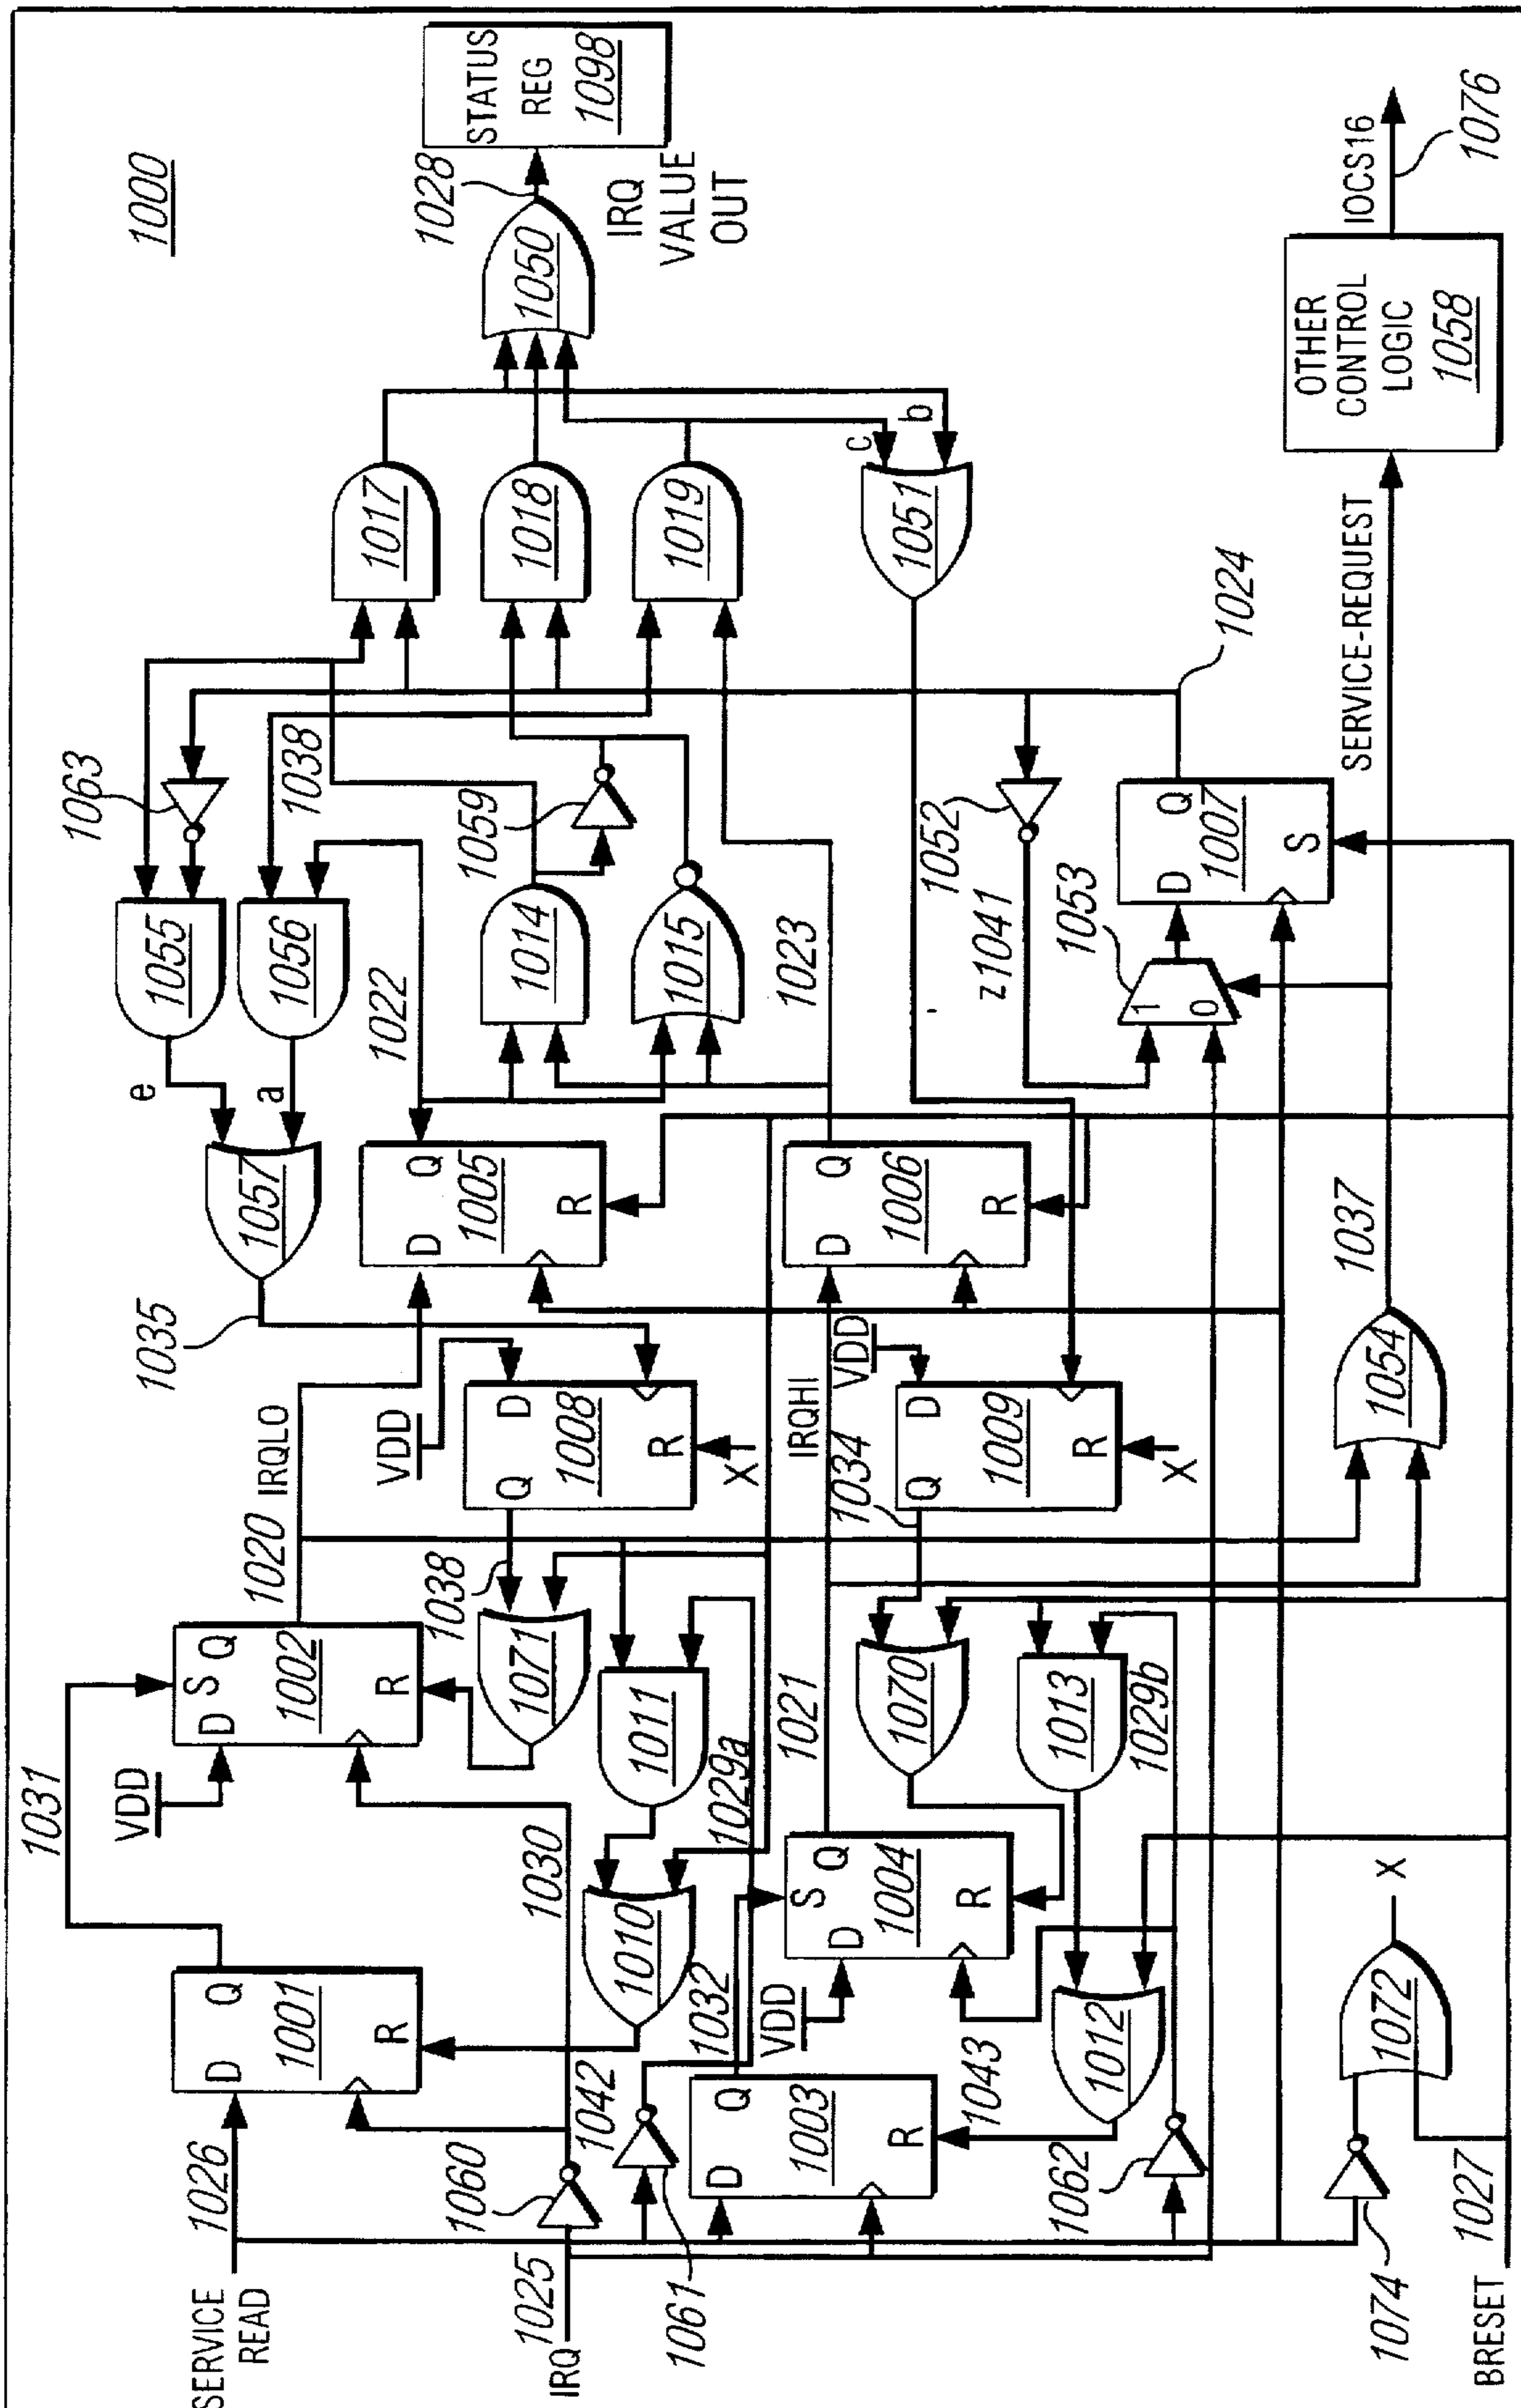 1000
STATUS
REG
1098
1028
IRQ
VALUE
OUT
1050
IOCS16
1076
OTHER
CONTROL
LOGIC
1058
SERVICE-REQUEST
1017
1018
1019
c
b
1051
1024
1063
1038
1059
1052
z1041
1053
1
0
D
Q
1007
S
1055
1056
1022
1014
1015
1023
e
a
1057
1035
D
Q
1005
R
D
Q
1006
R
1037
1054
1020
IRQLO
VDD
Q
D
1008
R
X
IRQHI
VDD
1034
Q
D
1009
R
X
1031
VDD
D
S
Q
1002
R
1038
1071
1011
1029a
1030
1010
1021
1070
1013
1029b
S
D
Q
1004
R
VDD
1032
1043
1012
1072
X
D
Q
1001
R
1042
D
Q
1003
R
1062
1060
1061
1026
SERVICE
READ
1025
IRQ
1074
1027
BRESET